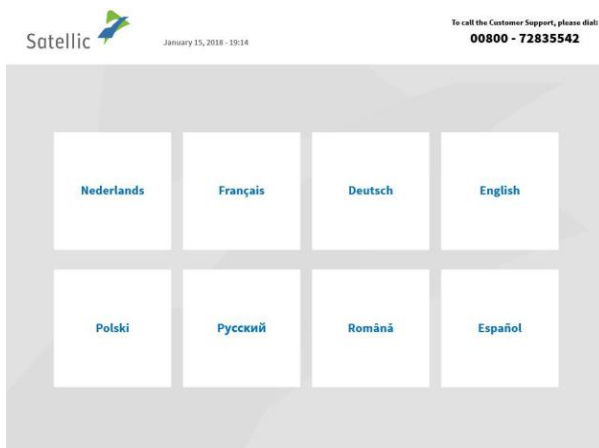 Satellic
January 15, 2018 - 19:14
To call the Customer Support, please dial:
00800 - 72835542
Nederlands Français Deutsch English
Polski Русский Română Español